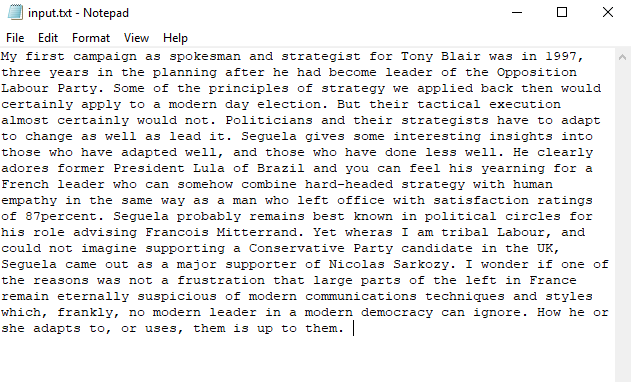 input.txt - Notepad
File Edit Format View Help
My first campaign as spokesman and strategist for Tony Blair was in 1997,
three years in the planning after he had become leader of the Opposition
Labour Party. Some of the principles of strategy we applied back then would
certainly apply to a modern day election. But their tactical execution
almost certainly would not. Politicians and their strategists have to adapt
to change as well as lead it. Seguela gives some interesting insights into
those who have adapted well, and those who have done less well. He clearly
adores former President Lula of Brazil and you can feel his yearning for a
French leader who can somehow combine hard-headed strategy with human
empathy in the same way as a man who left office with satisfaction ratings
of 87percent. Seguela probably remains best known in political circles for
his role advising Francois Mitterrand. Yet wheras I am tribal Labour, and
could not imagine supporting a Conservative Party candidate in the UK,
Seguela came out as a major supporter of Nicolas Sarkozy. I wonder if one of
the reasons was not a frustration that large parts of the left in France
remain eternally suspicious of modern communications techniques and styles
which, frankly, no modern leader in a modern democracy can ignore. How he or
she adapts to, or uses, them is up to them.